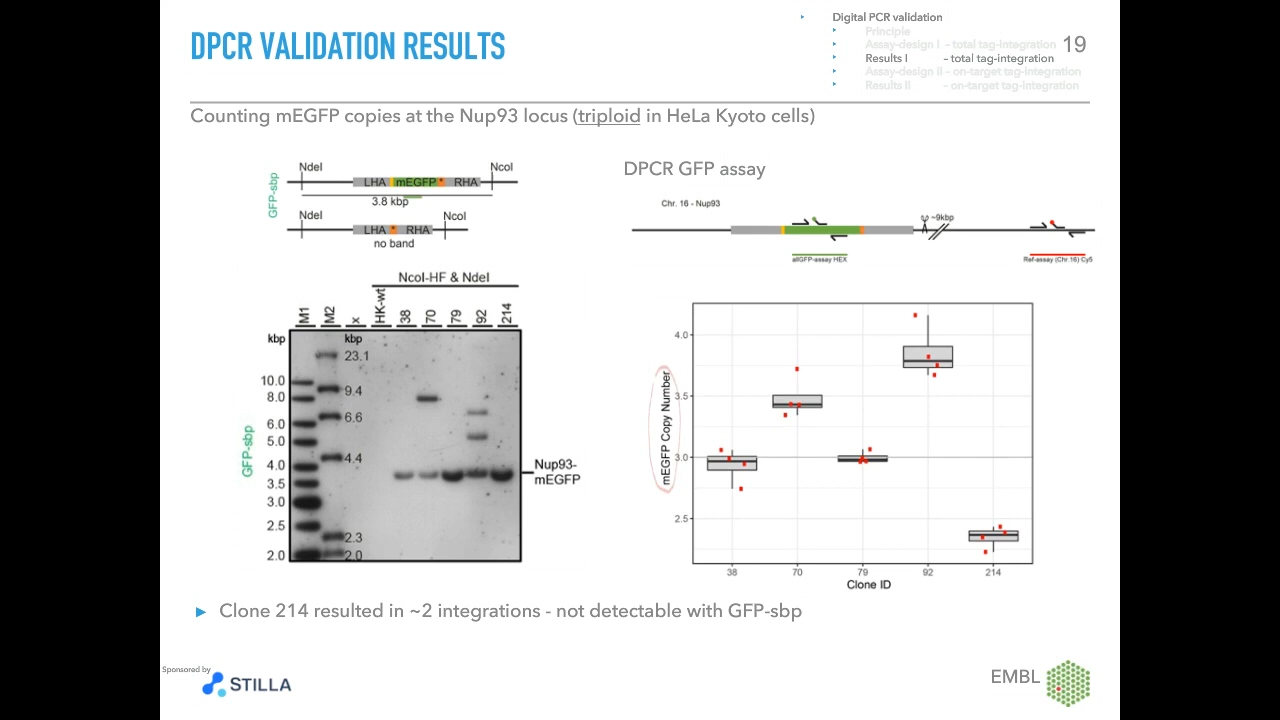 DPCR VALIDATION RESULTS
Digital PCR validation
Principle
Assay-design I - total tag-integration
Results I - total tag-integration
Assay-design II - on-target tag-integration
Results II - on-target tag-integration
19
Counting mEGFP copies at the Nup93 locus (triploid in HeLa Kyoto cells)
GFP-sbp
NdeI NcoI
LHA mEGFP * RHA
3.8 kbp
NdeI NcoI
LHA * RHA
no band
NcoI-HF & NdeI
M1 M2 x HK-wt 38 70 79 92 214
kbp kbp
23.1
10.0
9.4
8.0
6.6
6.0
5.0
4.4
4.0
3.5
3.0
2.5
2.3
2.0 2.0
GFP-sbp
Nup93-
mEGFP
DPCR GFP assay
Chr. 16 - Nup93
~9kbp
allGFP-assay HEX
Ref-assay (Chr.16) Cy5
mEGFP Copy Number
4.0
3.5
3.0
2.5
38 70 79 92 214
Clone ID
Clone 214 resulted in ~2 integrations - not detectable with GFP-sbp
Sponsored by
STILLA
EMBL